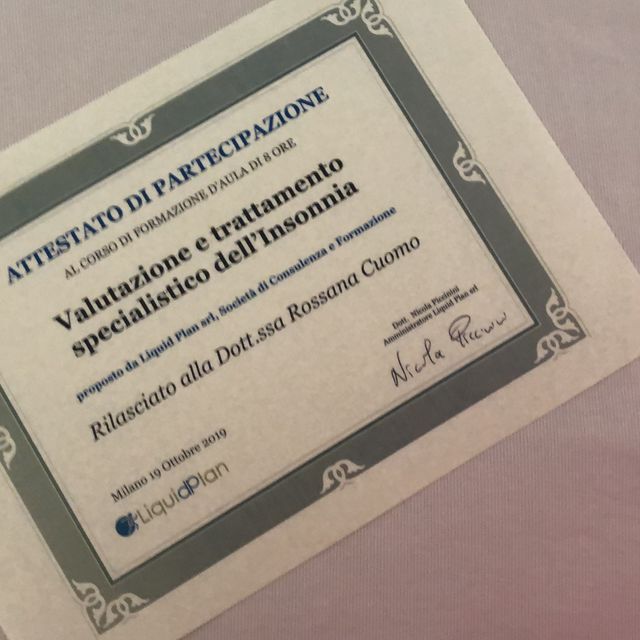 ATTESTATO DI PARTECIPAZIONE
AL CORSO DI FORMAZIONE D'AULA DI 8 ORE
Valutazione e trattamento
specialistico dell'Insonnia
proposto da Liquid Plan srl, Società di Consulenza e Formazione
Rilasciato alla Dott.ssa Rossana Cuomo
Dott. Nicola Piccinini
Amministratore Liquid Plan srl
Milano 19 Ottobre 2019
LiquidPlan